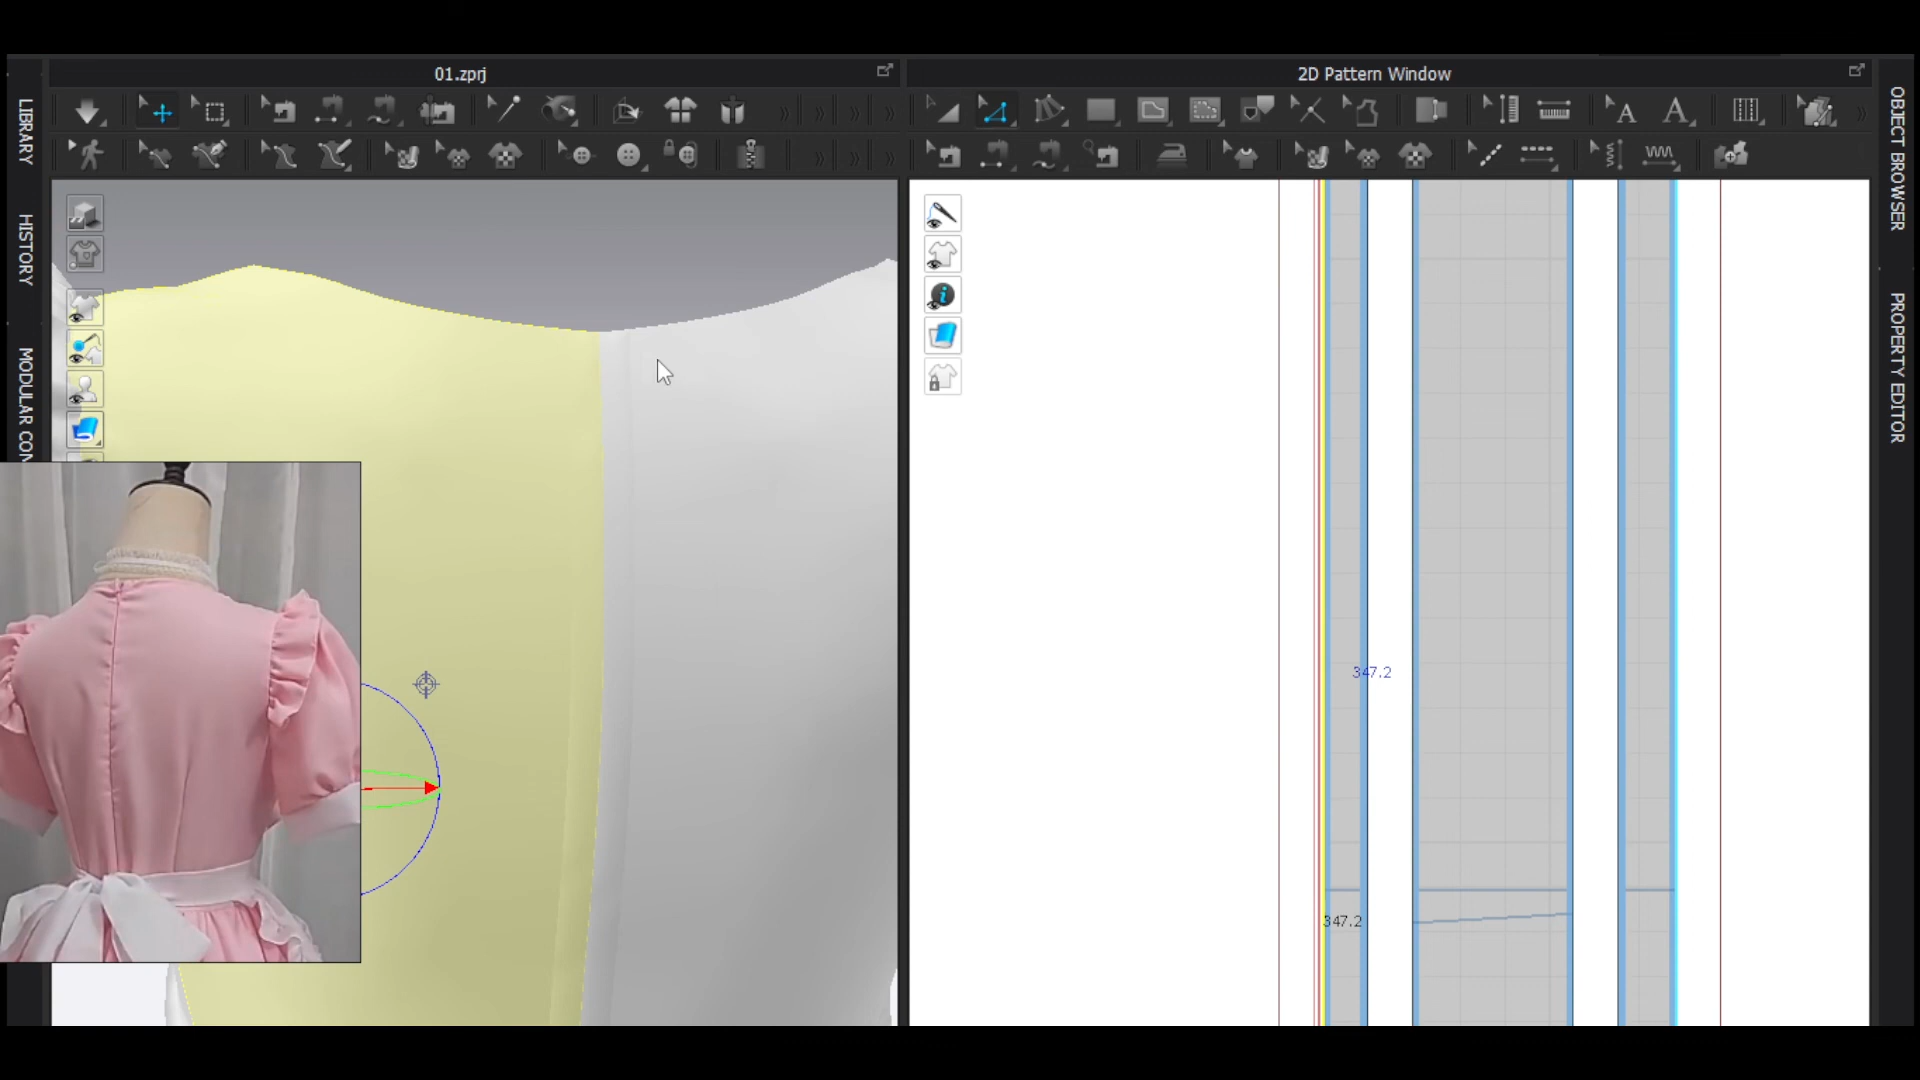 01.zprj
2D Pattern Window
LIBRARY
HISTORY
MODULAR CON
OBJECT BROWSER
PROPERTY EDITOR
347.2
347.2